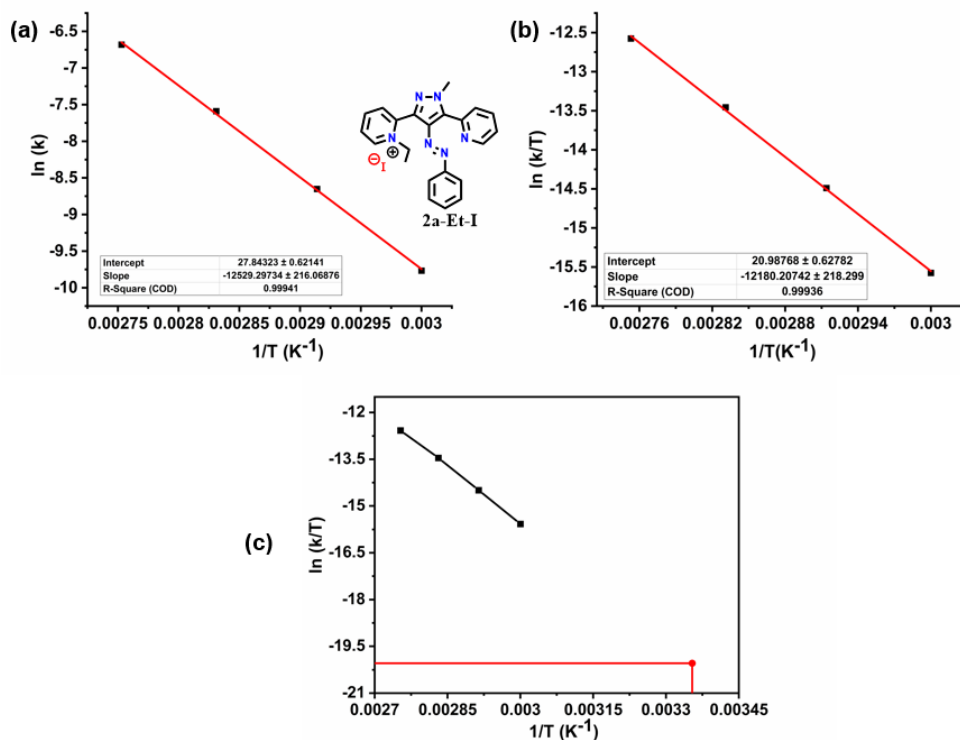 (a)
-6.5
-7
-7.5
-8
-8.5
-9
-9.5
-10
ln (k)
0.00275
0.0028
0.00285
0.0029
0.00295
0.003
1/T (K-1)
Intercept 27.84323 ± 0.62141
Slope -12529.29734 ± 216.06876
R-Square (COD) 0.99941
N N
N
N
N
N
⊕
⊖
I
2a-Et-I
(b)
-12.5
-13
-13.5
-14
-14.5
-15
-15.5
-16
ln (k/T)
0.00276
0.00282
0.00288
0.00294
0.003
1/T(K-1)
Intercept 20.98768 ± 0.62782
Slope -12180.20742 ± 218.299
R-Square (COD) 0.99936
(c)
-12
-13.5
-15
-16.5
-18
-19.5
-21
ln (k/T)
0.0027
0.00285
0.003
0.00315
0.0033
0.00345
1/T (K-1)